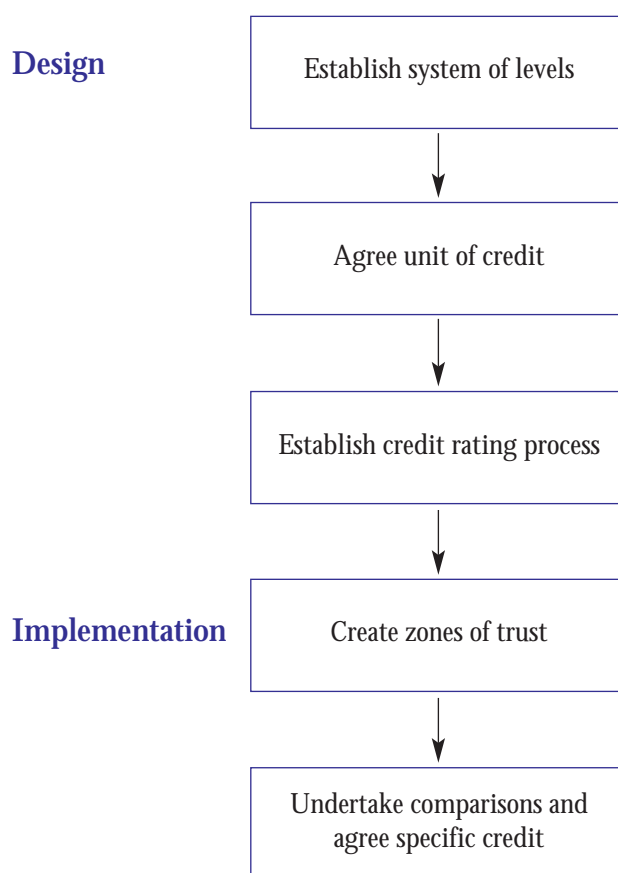 Design
Establish system of levels
Agree unit of credit
Establish credit rating process
Implementation
Create zones of trust
Undertake comparisons and
agree specific credit